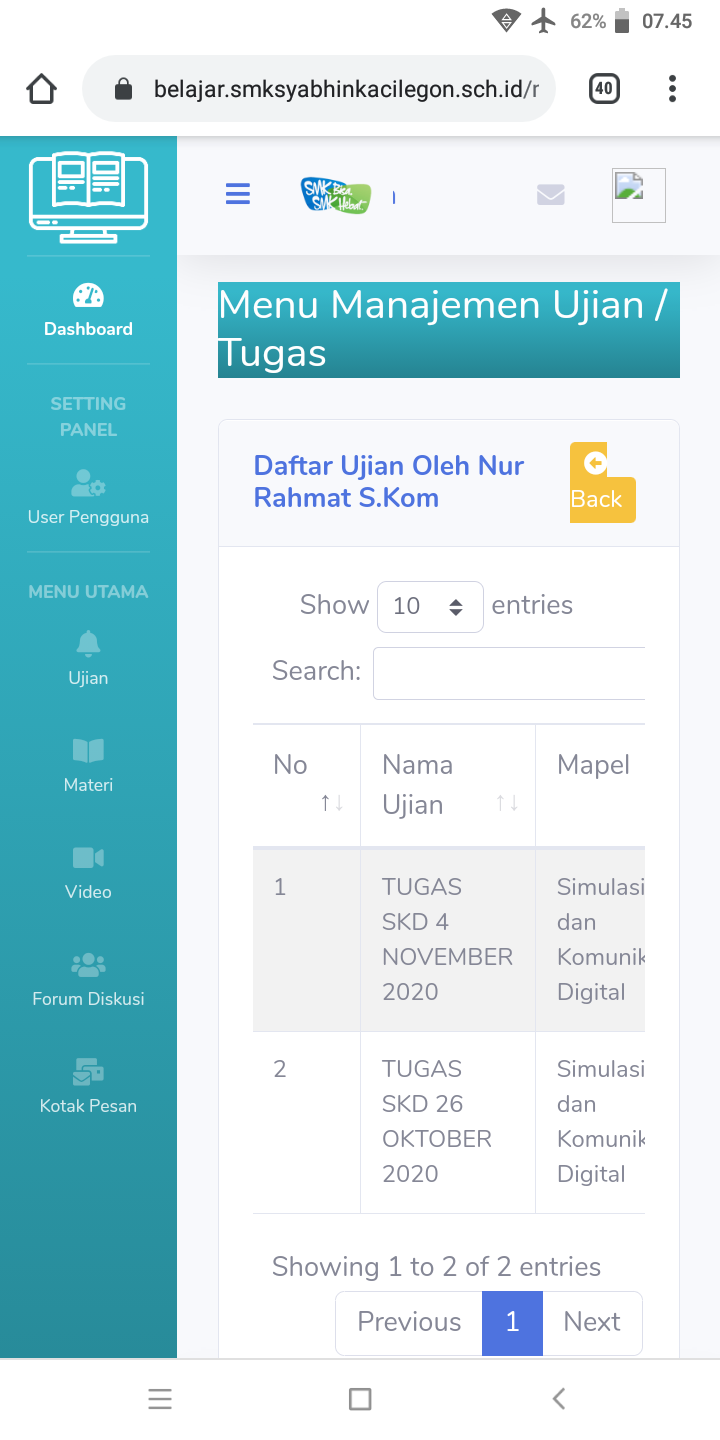 62% 07.45
belajar.smksyabhinkacilegon.sch.id/r
40
SMK Bisa
SMK Hebat
Dashboard
SETTING
PANEL
User Pengguna
MENU UTAMA
Ujian
Materi
Video
Forum Diskusi
Kotak Pesan
Menu Manajemen Ujian /
Tugas
Daftar Ujian Oleh Nur
Rahmat S.Kom
Back
Show 10 entries
Search:
No Nama Mapel
Ujian
1 TUGAS Simulasi
SKD 4 dan
NOVEMBER Komunik
2020 Digital
2 TUGAS Simulasi
SKD 26 dan
OKTOBER Komunik
2020 Digital
Showing 1 to 2 of 2 entries
Previous 1 Next